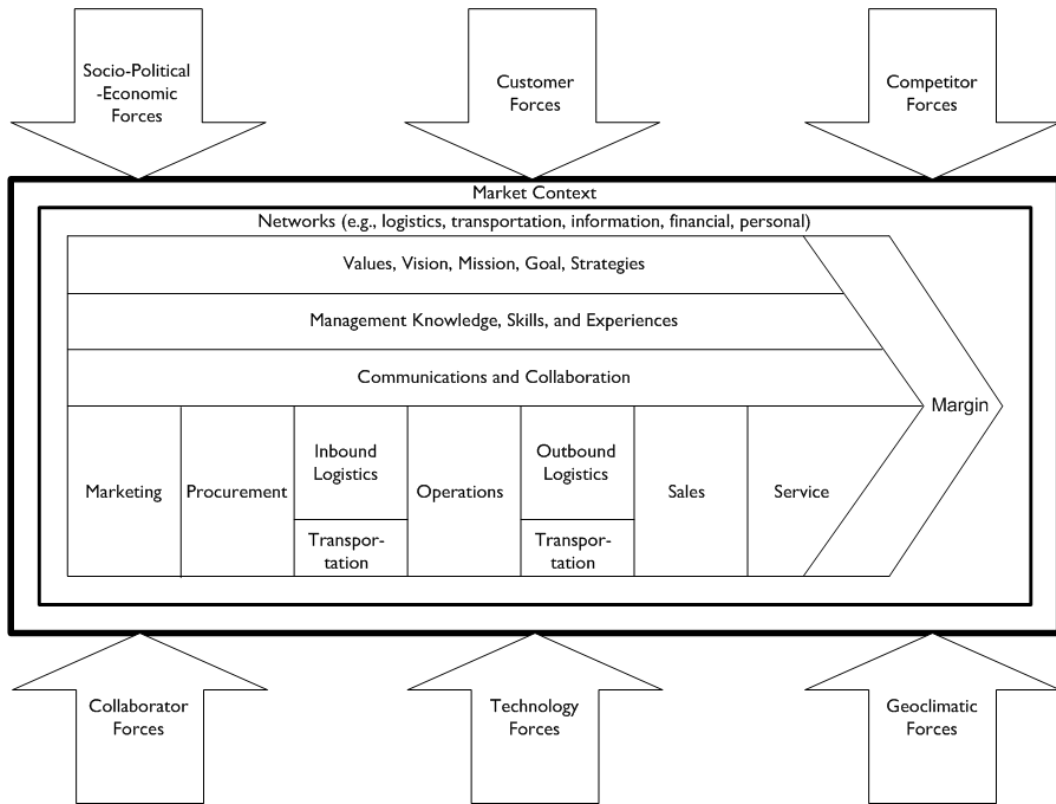 Socio-Political
-Economic
Forces
Customer
Forces
Competitor
Forces
Market Context
Networks (e.g., logistics, transportation, information, financial, personal)
Values, Vision, Mission, Goal, Strategies
Management Knowledge, Skills, and Experiences
Communications and Collaboration
Margin
Marketing
Procurement
Inbound
Logistics
Transpor-
tation
Operations
Outbound
Logistics
Transpor-
tation
Sales
Service
Collaborator
Forces
Technology
Forces
Geoclimatic
Forces